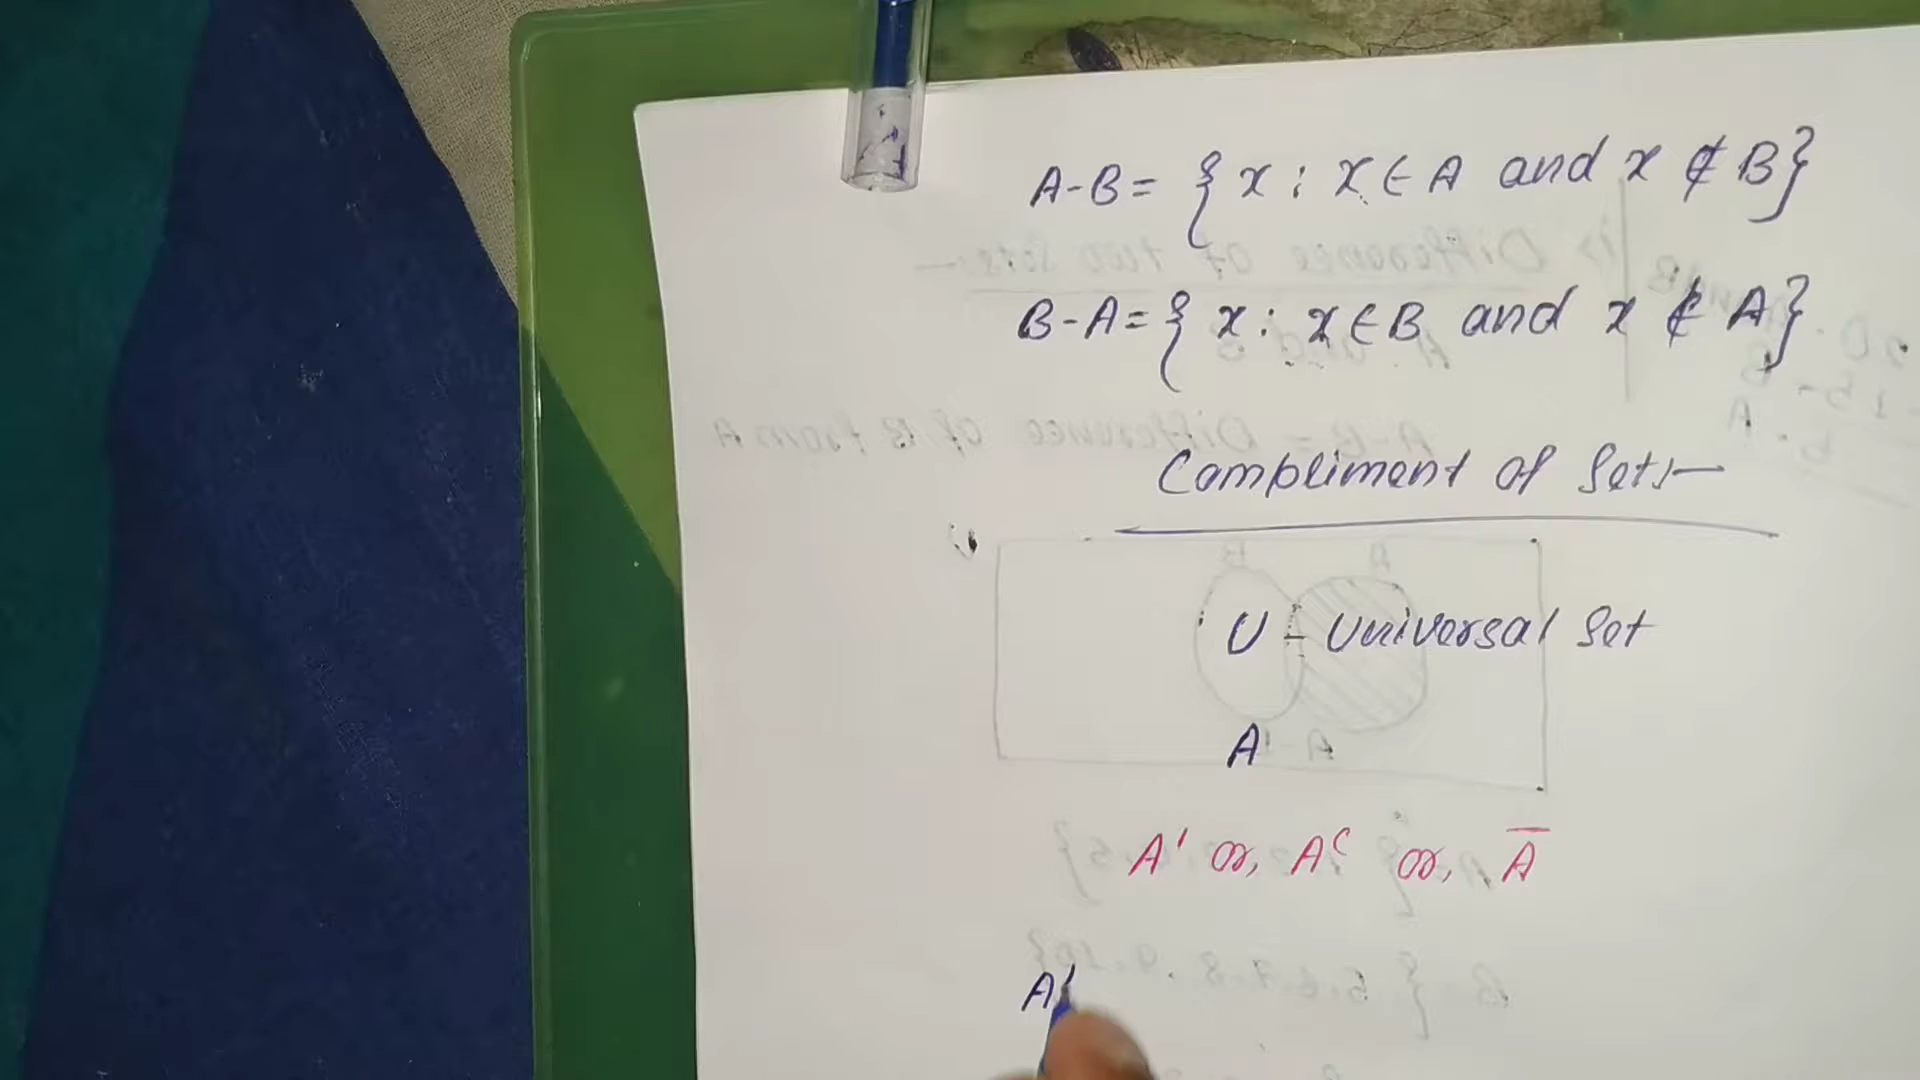 A-B = { x : x ∈ A and x ∉ B}
B-A = { x : x ∈ B and x ∉ A}
Compliment of Sets:-
U = Universal Set
A
A' or, Aᶜ or, A̅
A'